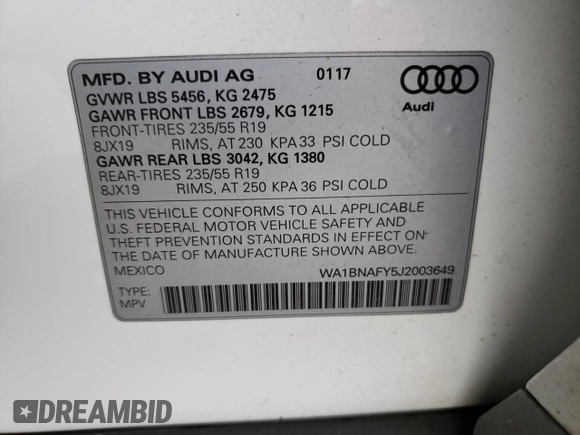 MFD. BY AUDI AG 0117
GVWR LBS 5456, KG 2475
GAWR FRONT LBS 2679, KG 1215
FRONT-TIRES 235/55 R19
8JX19 RIMS, AT 230 KPA 33 PSI COLD
GAWR REAR LBS 3042, KG 1380
REAR-TIRES 235/55 R19
8JX19 RIMS, AT 250 KPA 36 PSI COLD
Audi
THIS VEHICLE CONFORMS TO ALL APPLICABLE
U.S. FEDERAL MOTOR VEHICLE SAFETY AND
THEFT PREVENTION STANDARDS IN EFFECT ON
THE DATE OF MANUFACTURE SHOWN ABOVE.
MEXICO WA1BNAFY5J2003649
TYPE:
MPV
DREAMBID